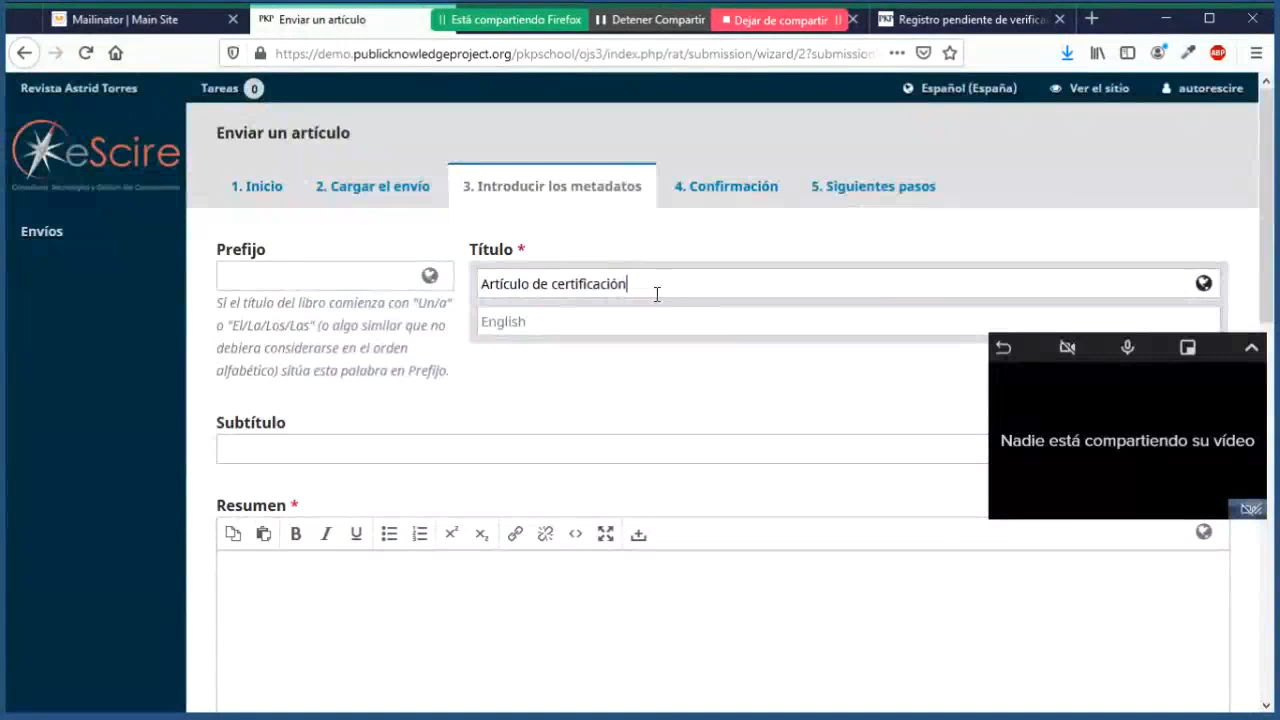 Mailinator | Main Site
PKP Enviar un artículo
Está compartiendo Firefox
Detener Compartir
Dejar de compartir
PKP Registro pendiente de verifica
https://demo.publicknowledgeproject.org/pkpschool/ojs3/index.php/rat/submission/wizard/2?submission
ABP
Revista Astrid Torres
Tareas 0
Español (España)
Ver el sitio
autorescire
eScire
Enviar un artículo
1. Inicio
2. Cargar el envío
3. Introducir los metadatos
4. Confirmación
5. Siguientes pasos
Envíos
Prefijo
Título *
Artículo de certificación
English
Si el título del libro comienza con "Un/a"
o "El/La/Los/Las" (o algo similar que no
debiera considerarse en el orden
alfabético) sitúa esta palabra en Prefijo.
Subtítulo
Nadie está compartiendo su vídeo
Resumen *